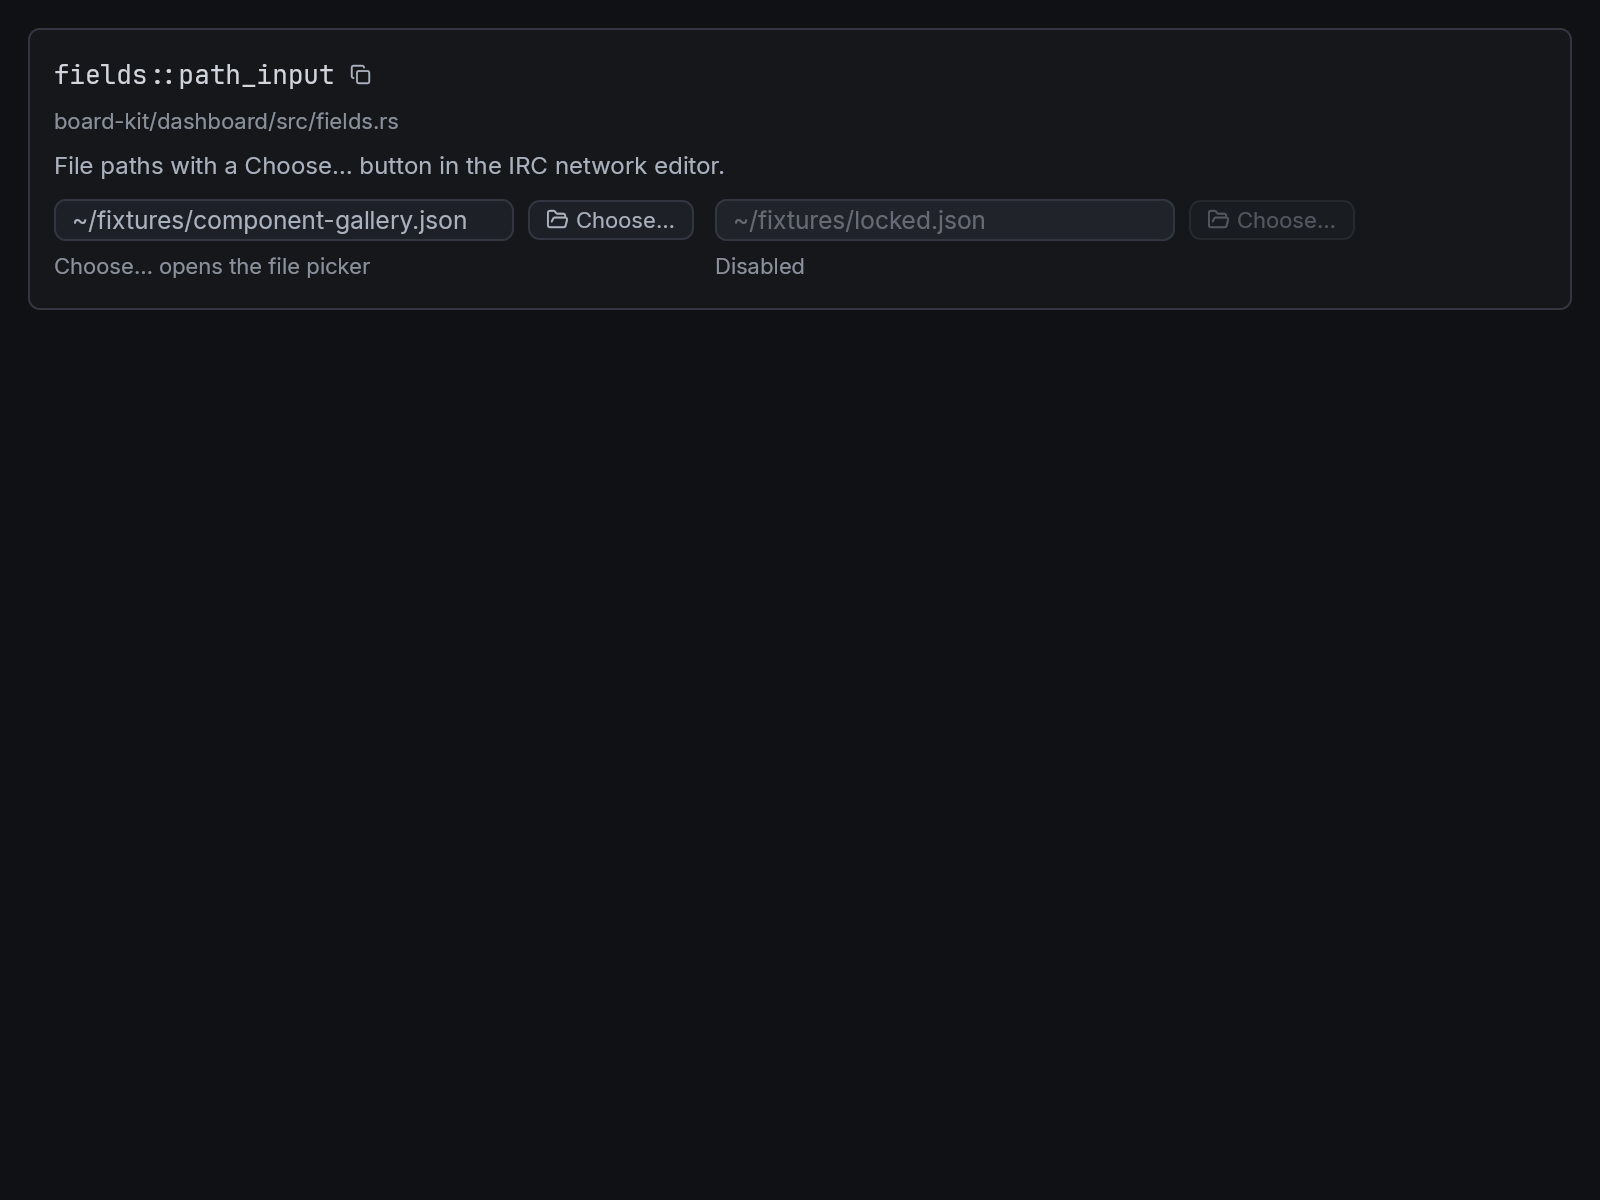 fields::path_input
board-kit/dashboard/src/fields.rs
File paths with a Choose... button in the IRC network editor.
~/fixtures/component-gallery.json Choose... ~/fixtures/locked.json Choose...
Choose... opens the file picker Disabled